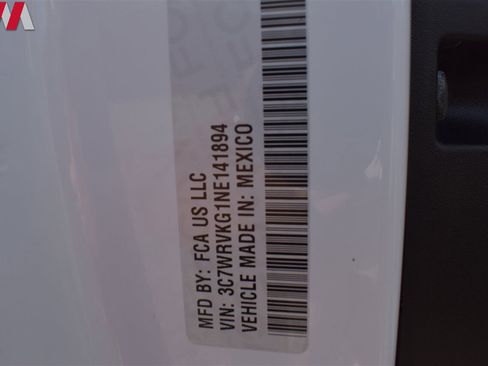 MFD BY: FCA US LLC
VIN: 3C7WRVKG1NE141894
VEHICLE MADE IN: MEXICO